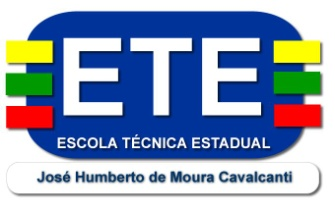 ETE
ESCOLA TÉCNICA ESTADUAL
José Humberto de Moura Cavalcanti